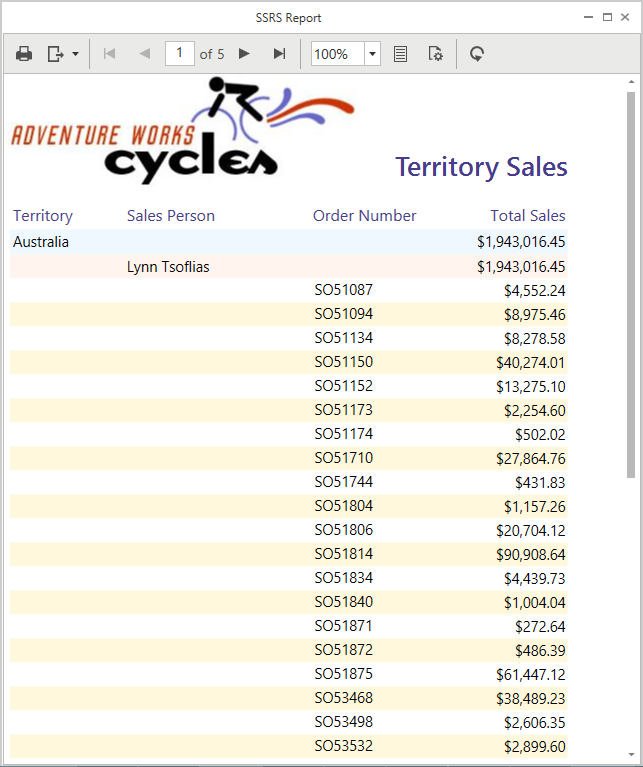 SSRS Report
1 of 5 100%
ADVENTURE WORKS
cycles
Territory Sales
Territory Sales Person Order Number Total Sales
Australia $1,943,016.45
Lynn Tsoflias $1,943,016.45
SO51087 $4,552.24
SO51094 $8,975.46
SO51134 $8,278.58
SO51150 $40,274.01
SO51152 $13,275.10
SO51173 $2,254.60
SO51174 $502.02
SO51710 $27,864.76
SO51744 $431.83
SO51804 $1,157.26
SO51806 $20,704.12
SO51814 $90,908.64
SO51834 $4,439.73
SO51840 $1,004.04
SO51871 $272.64
SO51872 $486.39
SO51875 $61,447.12
SO53468 $38,489.23
SO53498 $2,606.35
SO53532 $2,899.60